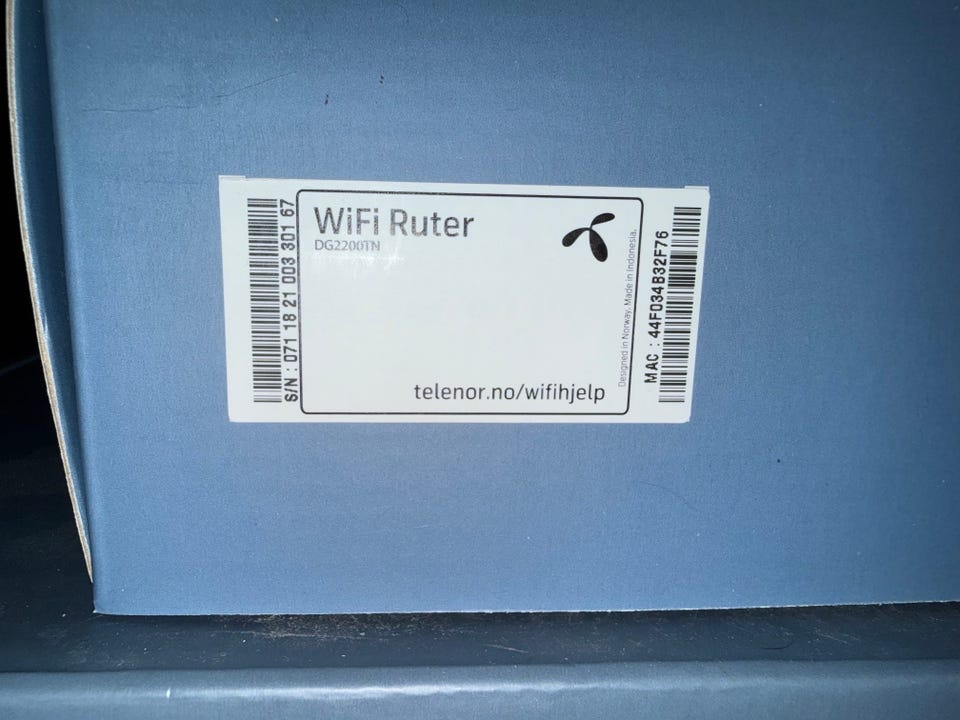 WiFi Ruter
DG2200TN
telenor.no/wifihjelp
S/N : 071 18 21 003 301 67
Designed in Norway. Made in Indonesia.
MAC : 44F034B32F76